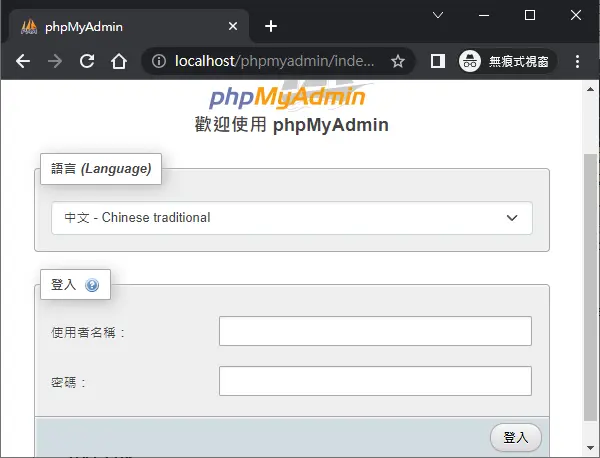 phpMyAdmin
localhost/phpmyadmin/inde...
無痕式視窗
phpMyAdmin
歡迎使用 phpMyAdmin
語言 (Language)
中文 - Chinese traditional
登入
使用者名稱：
密碼：
登入